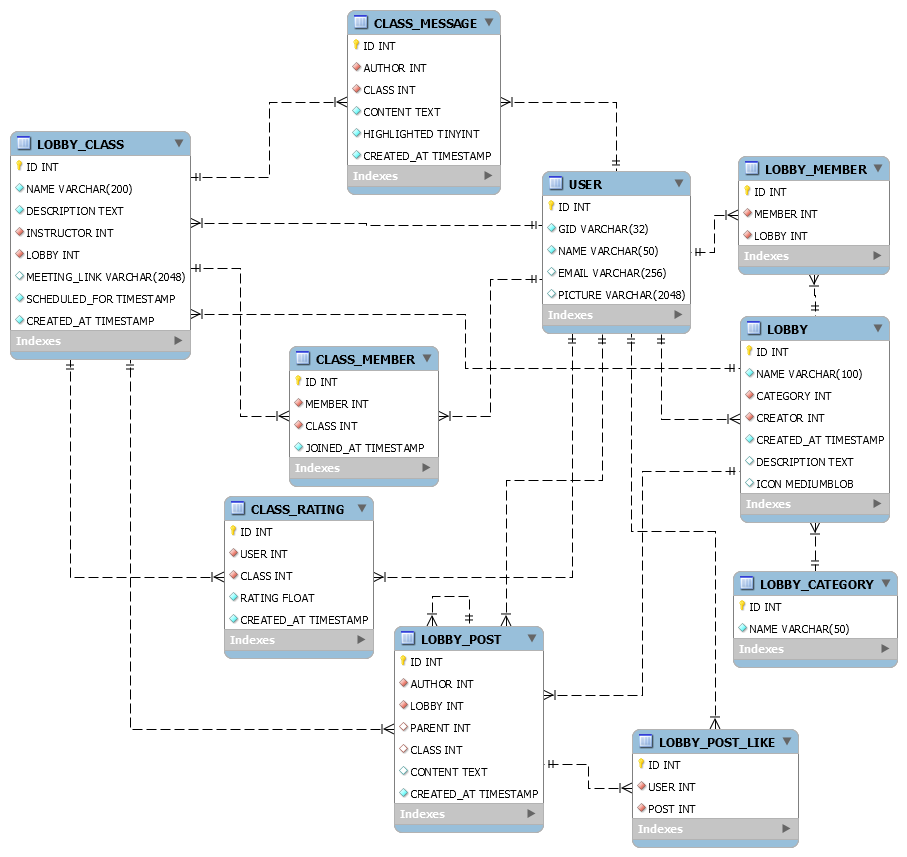 CLASS_MESSAGE
ID INT
AUTHOR INT
CLASS INT
CONTENT TEXT
HIGHLIGHTED TINYINT
CREATED_AT TIMESTAMP
Indexes
LOBBY_CLASS
ID INT
NAME VARCHAR(200)
DESCRIPTION TEXT
INSTRUCTOR INT
LOBBY INT
MEETING_LINK VARCHAR(2048)
SCHEDULED_FOR TIMESTAMP
CREATED_AT TIMESTAMP
Indexes
USER
ID INT
GID VARCHAR(32)
NAME VARCHAR(50)
EMAIL VARCHAR(256)
PICTURE VARCHAR(2048)
Indexes
LOBBY_MEMBER
ID INT
MEMBER INT
LOBBY INT
Indexes
LOBBY
ID INT
NAME VARCHAR(100)
CATEGORY INT
CREATOR INT
CREATED_AT TIMESTAMP
DESCRIPTION TEXT
ICON MEDIUMBLOB
Indexes
CLASS_MEMBER
ID INT
MEMBER INT
CLASS INT
JOINED_AT TIMESTAMP
Indexes
CLASS_RATING
ID INT
USER INT
CLASS INT
RATING FLOAT
CREATED_AT TIMESTAMP
Indexes
LOBBY_CATEGORY
ID INT
NAME VARCHAR(50)
Indexes
LOBBY_POST
ID INT
AUTHOR INT
LOBBY INT
PARENT INT
CLASS INT
CONTENT TEXT
CREATED_AT TIMESTAMP
Indexes
LOBBY_POST_LIKE
ID INT
USER INT
POST INT
Indexes